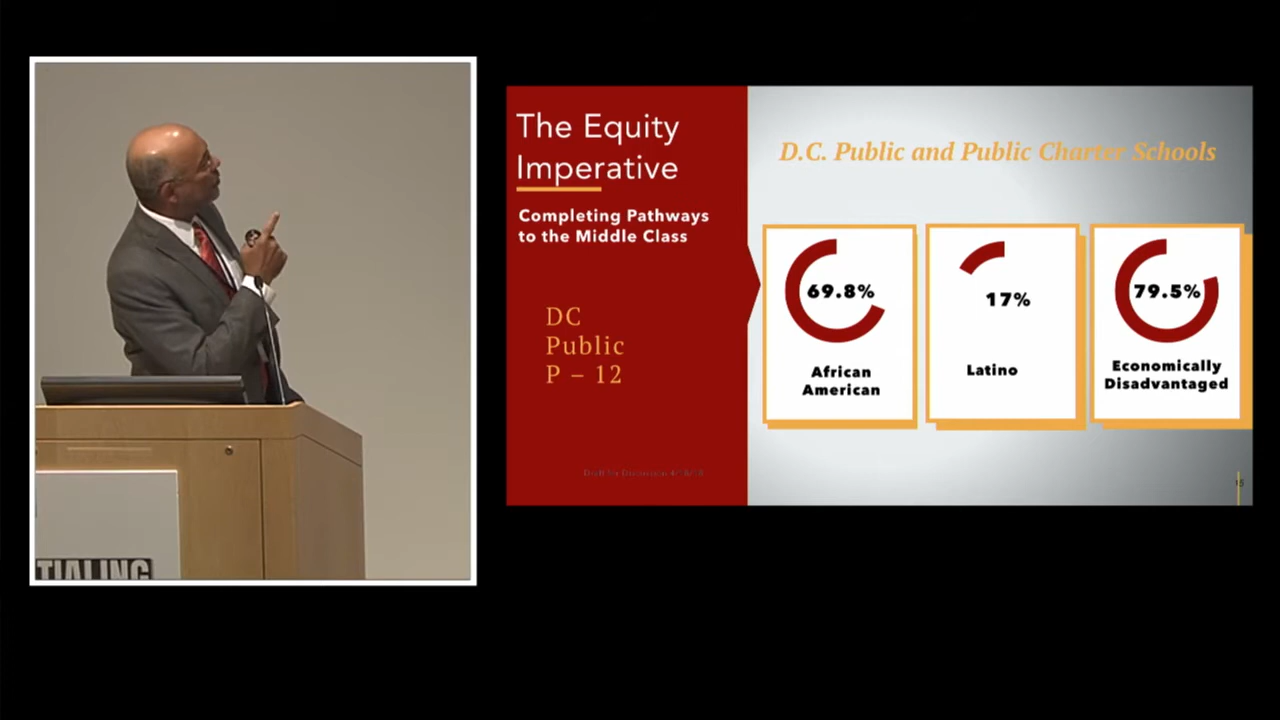 The Equity
Imperative
Completing Pathways
to the Middle Class
DC
Public
P – 12
D.C. Public and Public Charter Schools
69.8%
African
American
17%
Latino
79.5%
Economically
Disadvantaged
TIALING